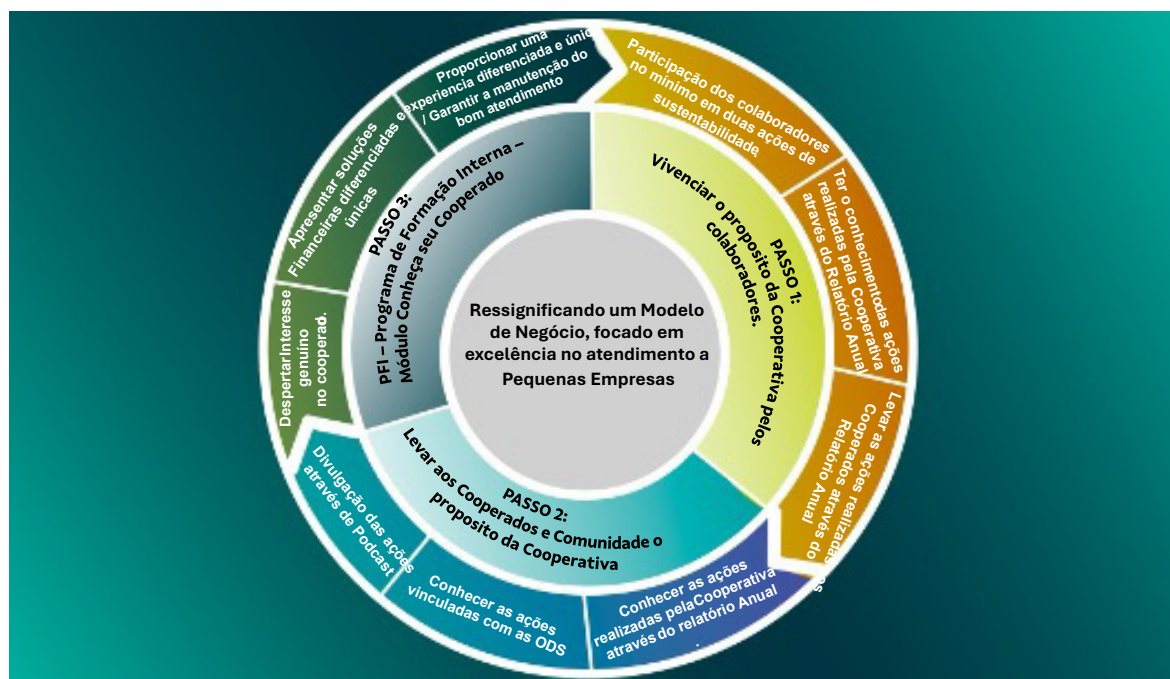 Ressignificando um Modelo
de Negócio, focado em
excelência no atendimento a
Pequenas Empresas
PASSO 1:
Vivenciar o proposito da Cooperativa pelos
colaboradores.
Participação dos colaboradores
no mínimo em duas ações de
sustentabilidade
Ter o conhecimentodas ações
realizadas pela Cooperativa
através do Relatório Anual
Levar as ações realizadas aos
Cooperados através do
Relatório Anual
PASSO 2:
Levar aos Cooperados e Comunidade o
proposito da Cooperativa
Conhecer as ações
realizadas pelaCooperativa
através do relatório Anual
.
Conhecer as ações
vinculadas com as ODS
Divulgação das ações
através de Podcast
PASSO 3:
PFI – Programa de Formação Interna –
Módulo Conheça seu Cooperado
DespertarInteresse
genuíno
no cooperad.
Apresentar soluções
Financeiras diferenciadas e
únicas
Proporcionar uma
experiencia diferenciada e únic
/ Garantir a manutenção do
bom atendimento